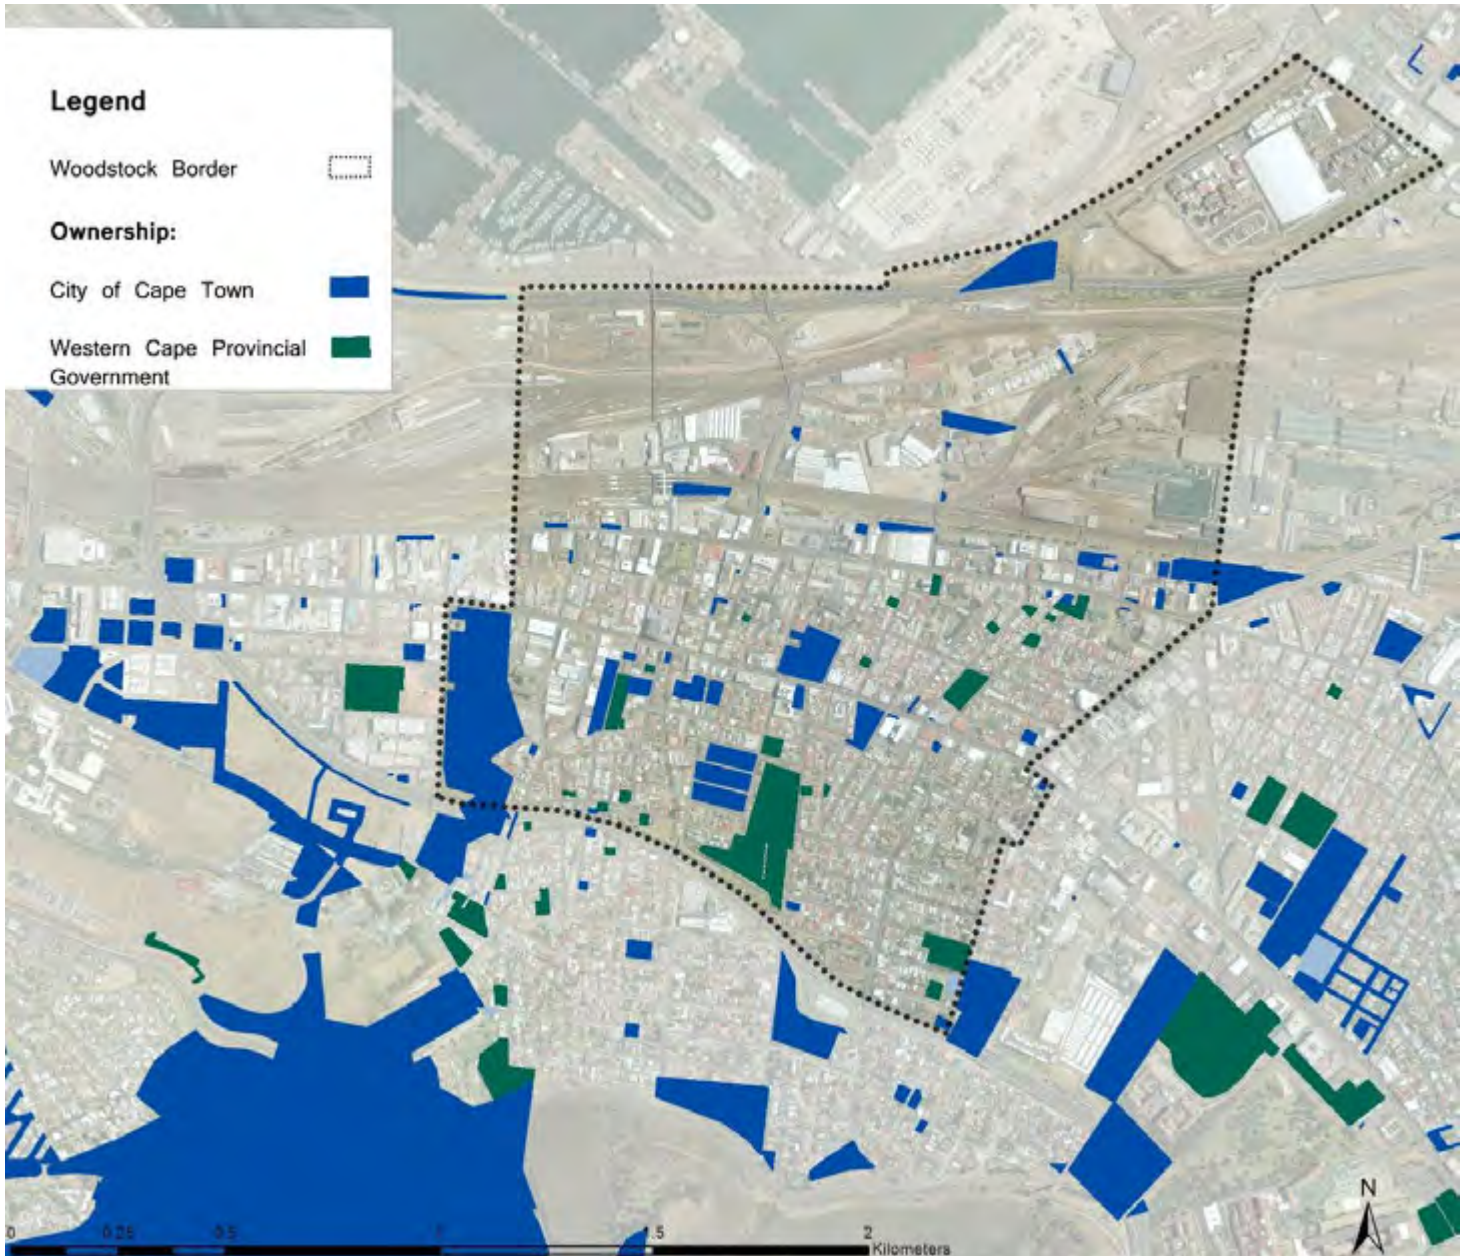 Legend
Woodstock Border
Ownership:
City of Cape Town
Western Cape Provincial
Government
N
0 0.25 0.5 1 1.5 2
Kilometers